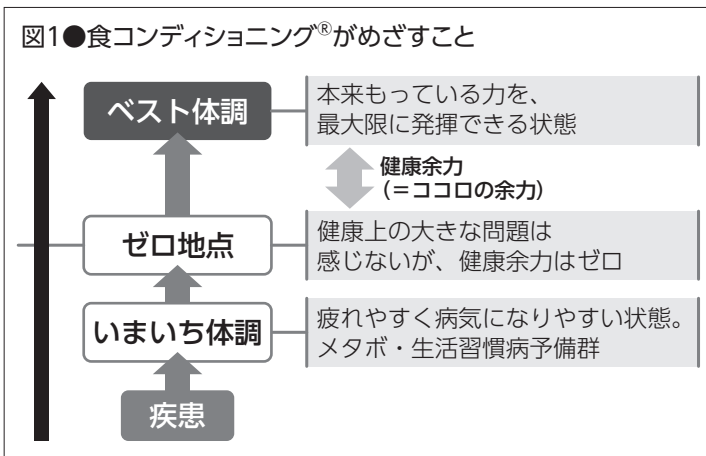 図1●食コンディショニング®がめざすこと
ベスト体調
本来もっている力を、
最大限に発揮できる状態
健康余力
(=ココロの余力)
ゼロ地点
健康上の大きな問題は
感じないが、健康余力はゼロ
いまいち体調
疲れやすく病気になりやすい状態。
メタボ・生活習慣病予備群
疾患